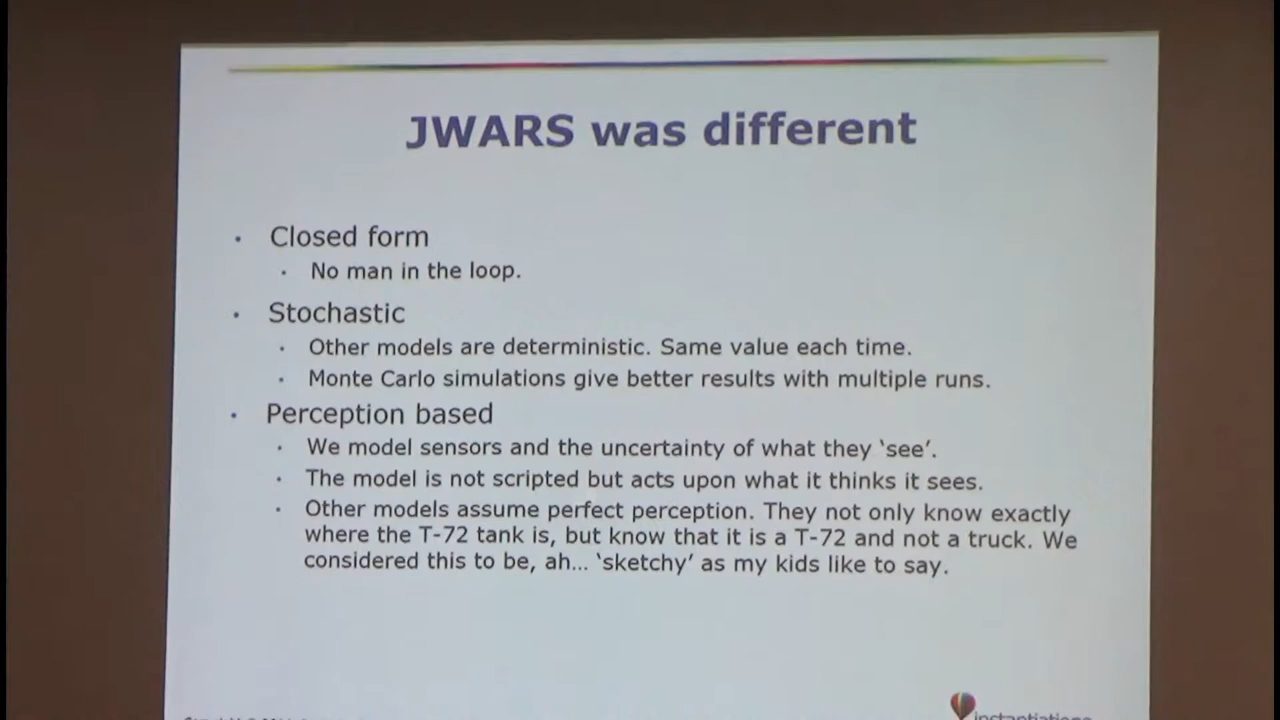 JWARS was different
• Closed form
• No man in the loop.
• Stochastic
• Other models are deterministic. Same value each time.
• Monte Carlo simulations give better results with multiple runs.
• Perception based
• We model sensors and the uncertainty of what they ‘see’.
• The model is not scripted but acts upon what it thinks it sees.
• Other models assume perfect perception. They not only know exactly
where the T-72 tank is, but know that it is a T-72 and not a truck. We
considered this to be, ah... ‘sketchy’ as my kids like to say.
instantiations